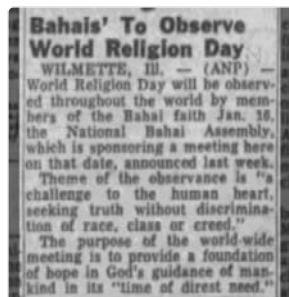 Bahais' To Observe
World Religion Day
WILMETTE, Ill. — (ANP) —
World Religion Day will be observ-
ed throughout the world by mem-
bers of the Bahai faith Jan. 16,
the National Bahai Assembly,
which is sponsoring a meeting here
on that date, announced last week.
Theme of the observance is "a
challenge to the human heart,
seeking truth without discrimina-
tion of race, class or creed."
The purpose of the world-wide
meeting is to provide a foundation
of hope in God's guidance of man-
kind in its "time of direst need."